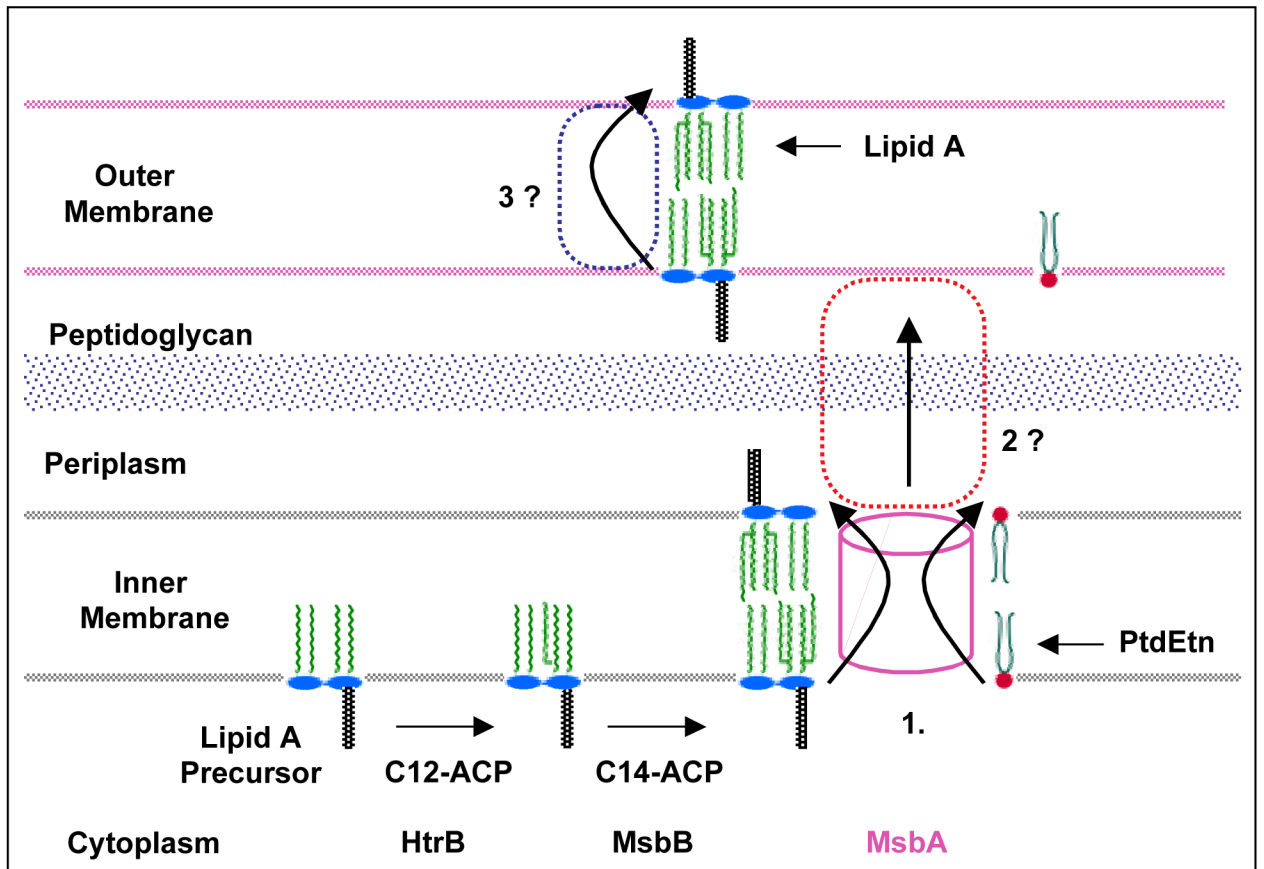 Lipid A
Outer
Membrane
3 ?
Peptidoglycan
2 ?
Periplasm
Inner
Membrane
PtdEtn
1.
Lipid A
Precursor
C12-ACP
C14-ACP
Cytoplasm
HtrB
MsbB
MsbA